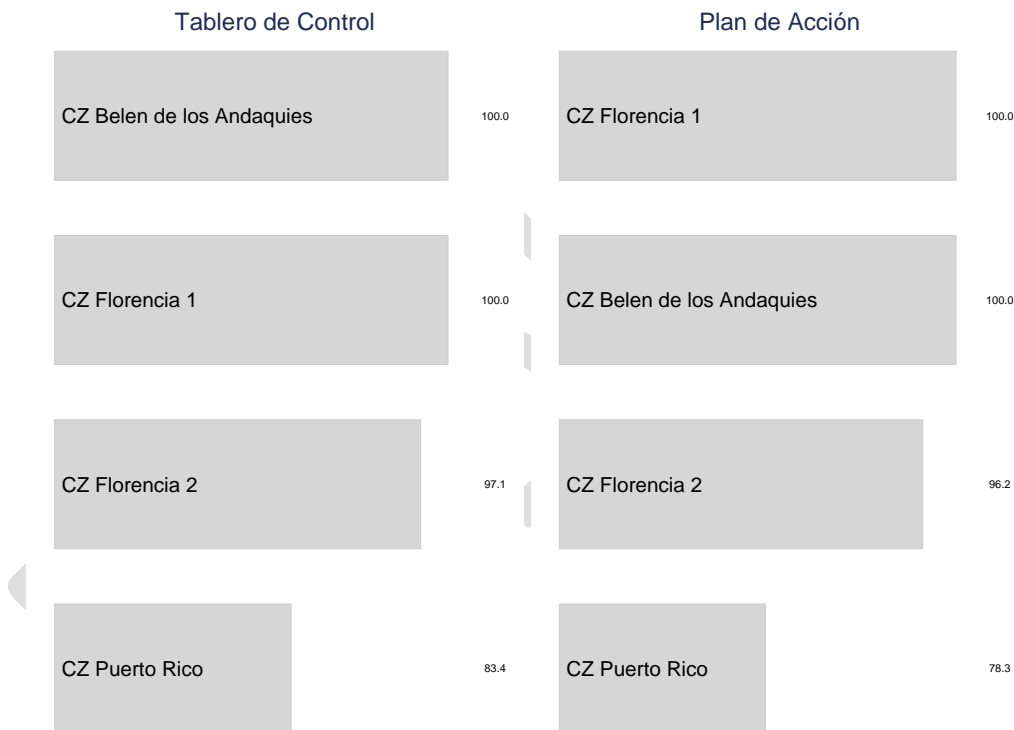 Tablero de Control
CZ Belen de los Andaquies 100.0
CZ Florencia 1 100.0
CZ Florencia 2 97.1
CZ Puerto Rico 83.4
Plan de Acción
CZ Florencia 1 100.0
CZ Belen de los Andaquies 100.0
CZ Florencia 2 96.2
CZ Puerto Rico 78.3